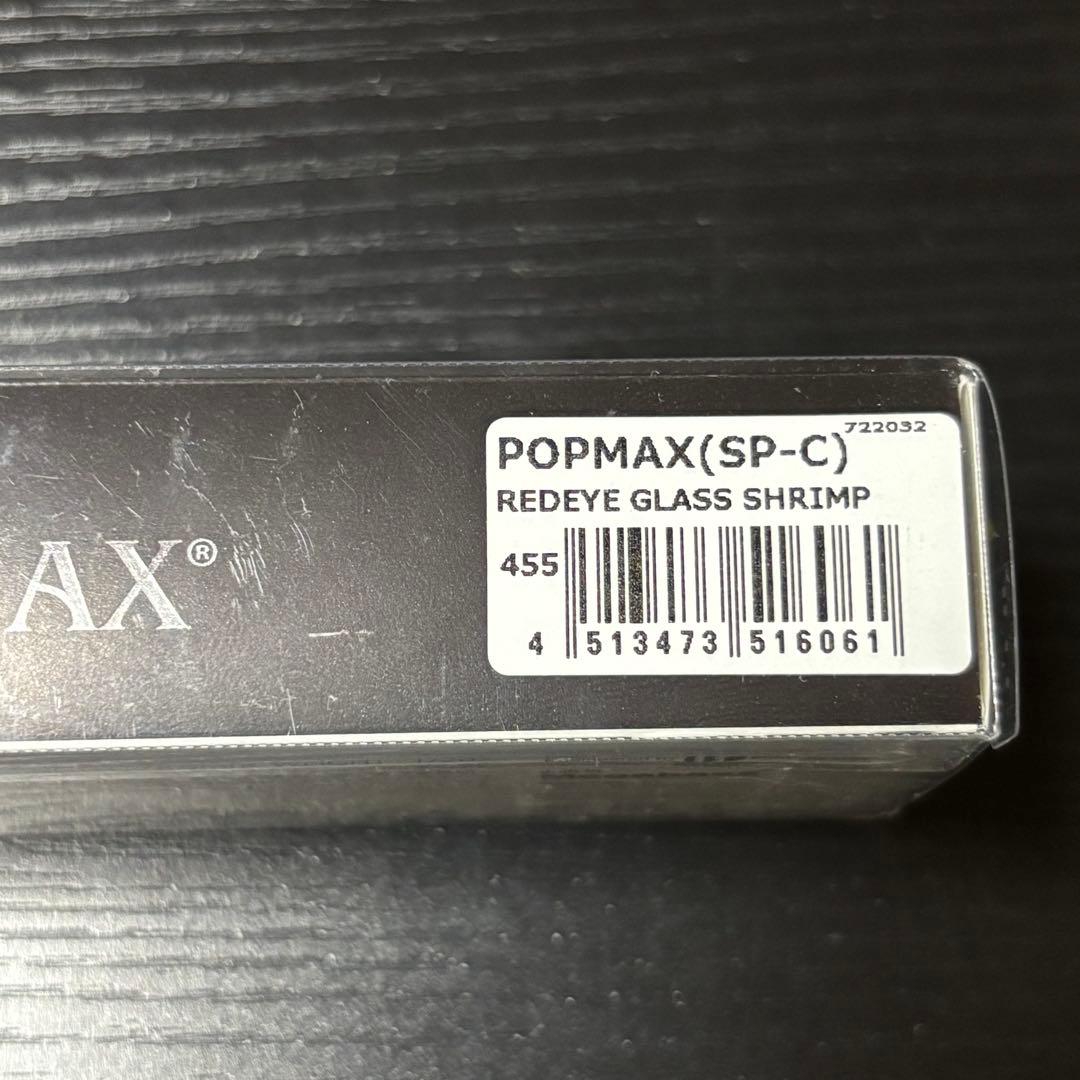 AX®
722032
POPMAX(SP-C)
REDEYE GLASS SHRIMP
455
4 513473 516061